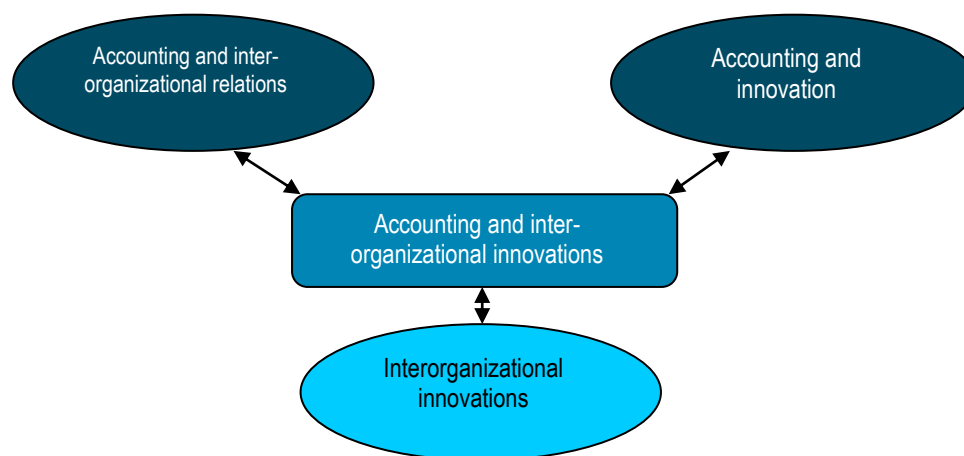 Accounting and inter-
organizational relations
Accounting and
innovation
Accounting and inter-
organizational innovations
Interorganizational
innovations